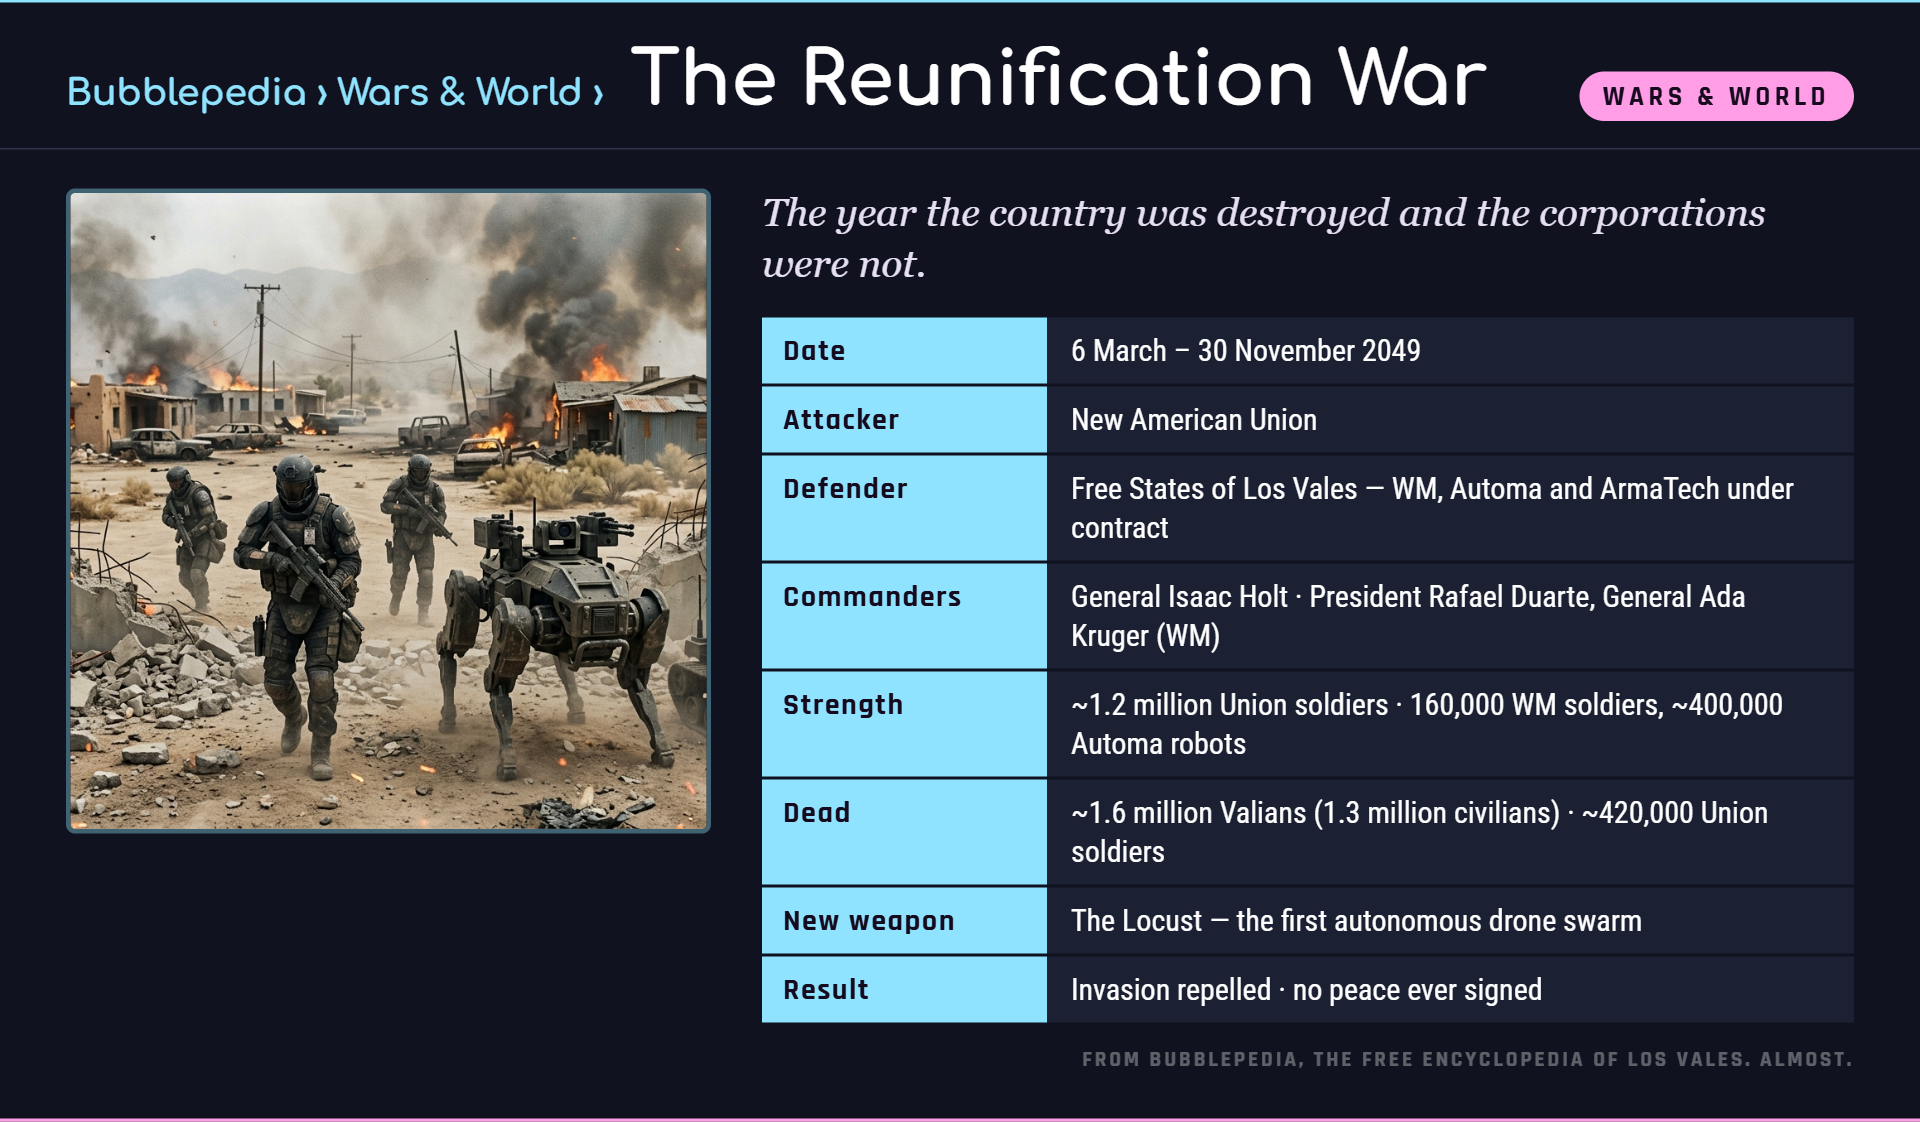 Bubblepedia › Wars & World › The Reunification War
WARS & WORLD
The year the country was destroyed and the corporations
were not.
Date
6 March – 30 November 2049
Attacker
New American Union
Defender
Free States of Los Vales — WM, Automa and ArmaTech under
contract
Commanders
General Isaac Holt · President Rafael Duarte, General Ada
Kruger (WM)
Strength
~1.2 million Union soldiers · 160,000 WM soldiers, ~400,000
Automa robots
Dead
~1.6 million Valians (1.3 million civilians) · ~420,000 Union
soldiers
New weapon
The Locust — the first autonomous drone swarm
Result
Invasion repelled · no peace ever signed
FROM BUBBLEPEDIA, THE FREE ENCYCLOPEDIA OF LOS VALES. ALMOST.